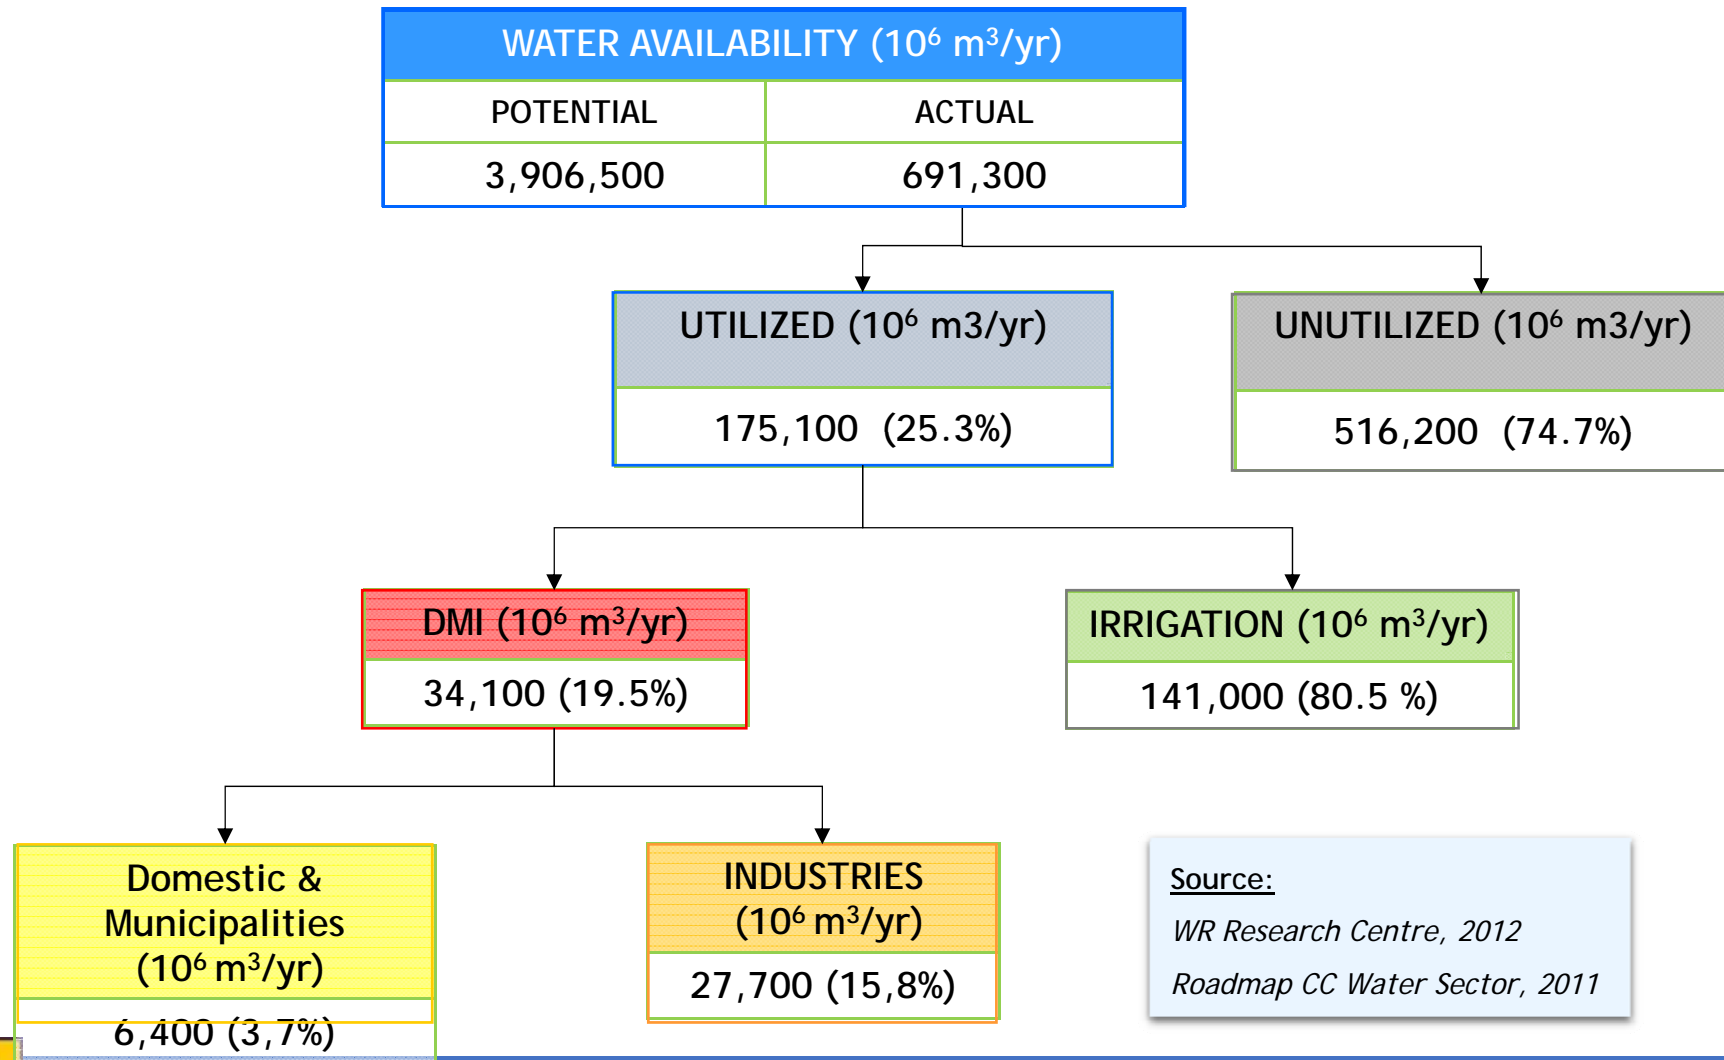 WATER AVAILABILITY (10⁶ m³/yr)
POTENTIAL ACTUAL
3,906,500 691,300
UTILIZED (10⁶ m3/yr)
175,100 (25.3%)
UNUTILIZED (10⁶ m3/yr)
516,200 (74.7%)
DMI (10⁶ m³/yr)
34,100 (19.5%)
IRRIGATION (10⁶ m³/yr)
141,000 (80.5 %)
Domestic &
Municipalities
(10⁶ m³/yr)
6,400 (3,7%)
INDUSTRIES
(10⁶ m³/yr)
27,700 (15,8%)
Source:
WR Research Centre, 2012
Roadmap CC Water Sector, 2011